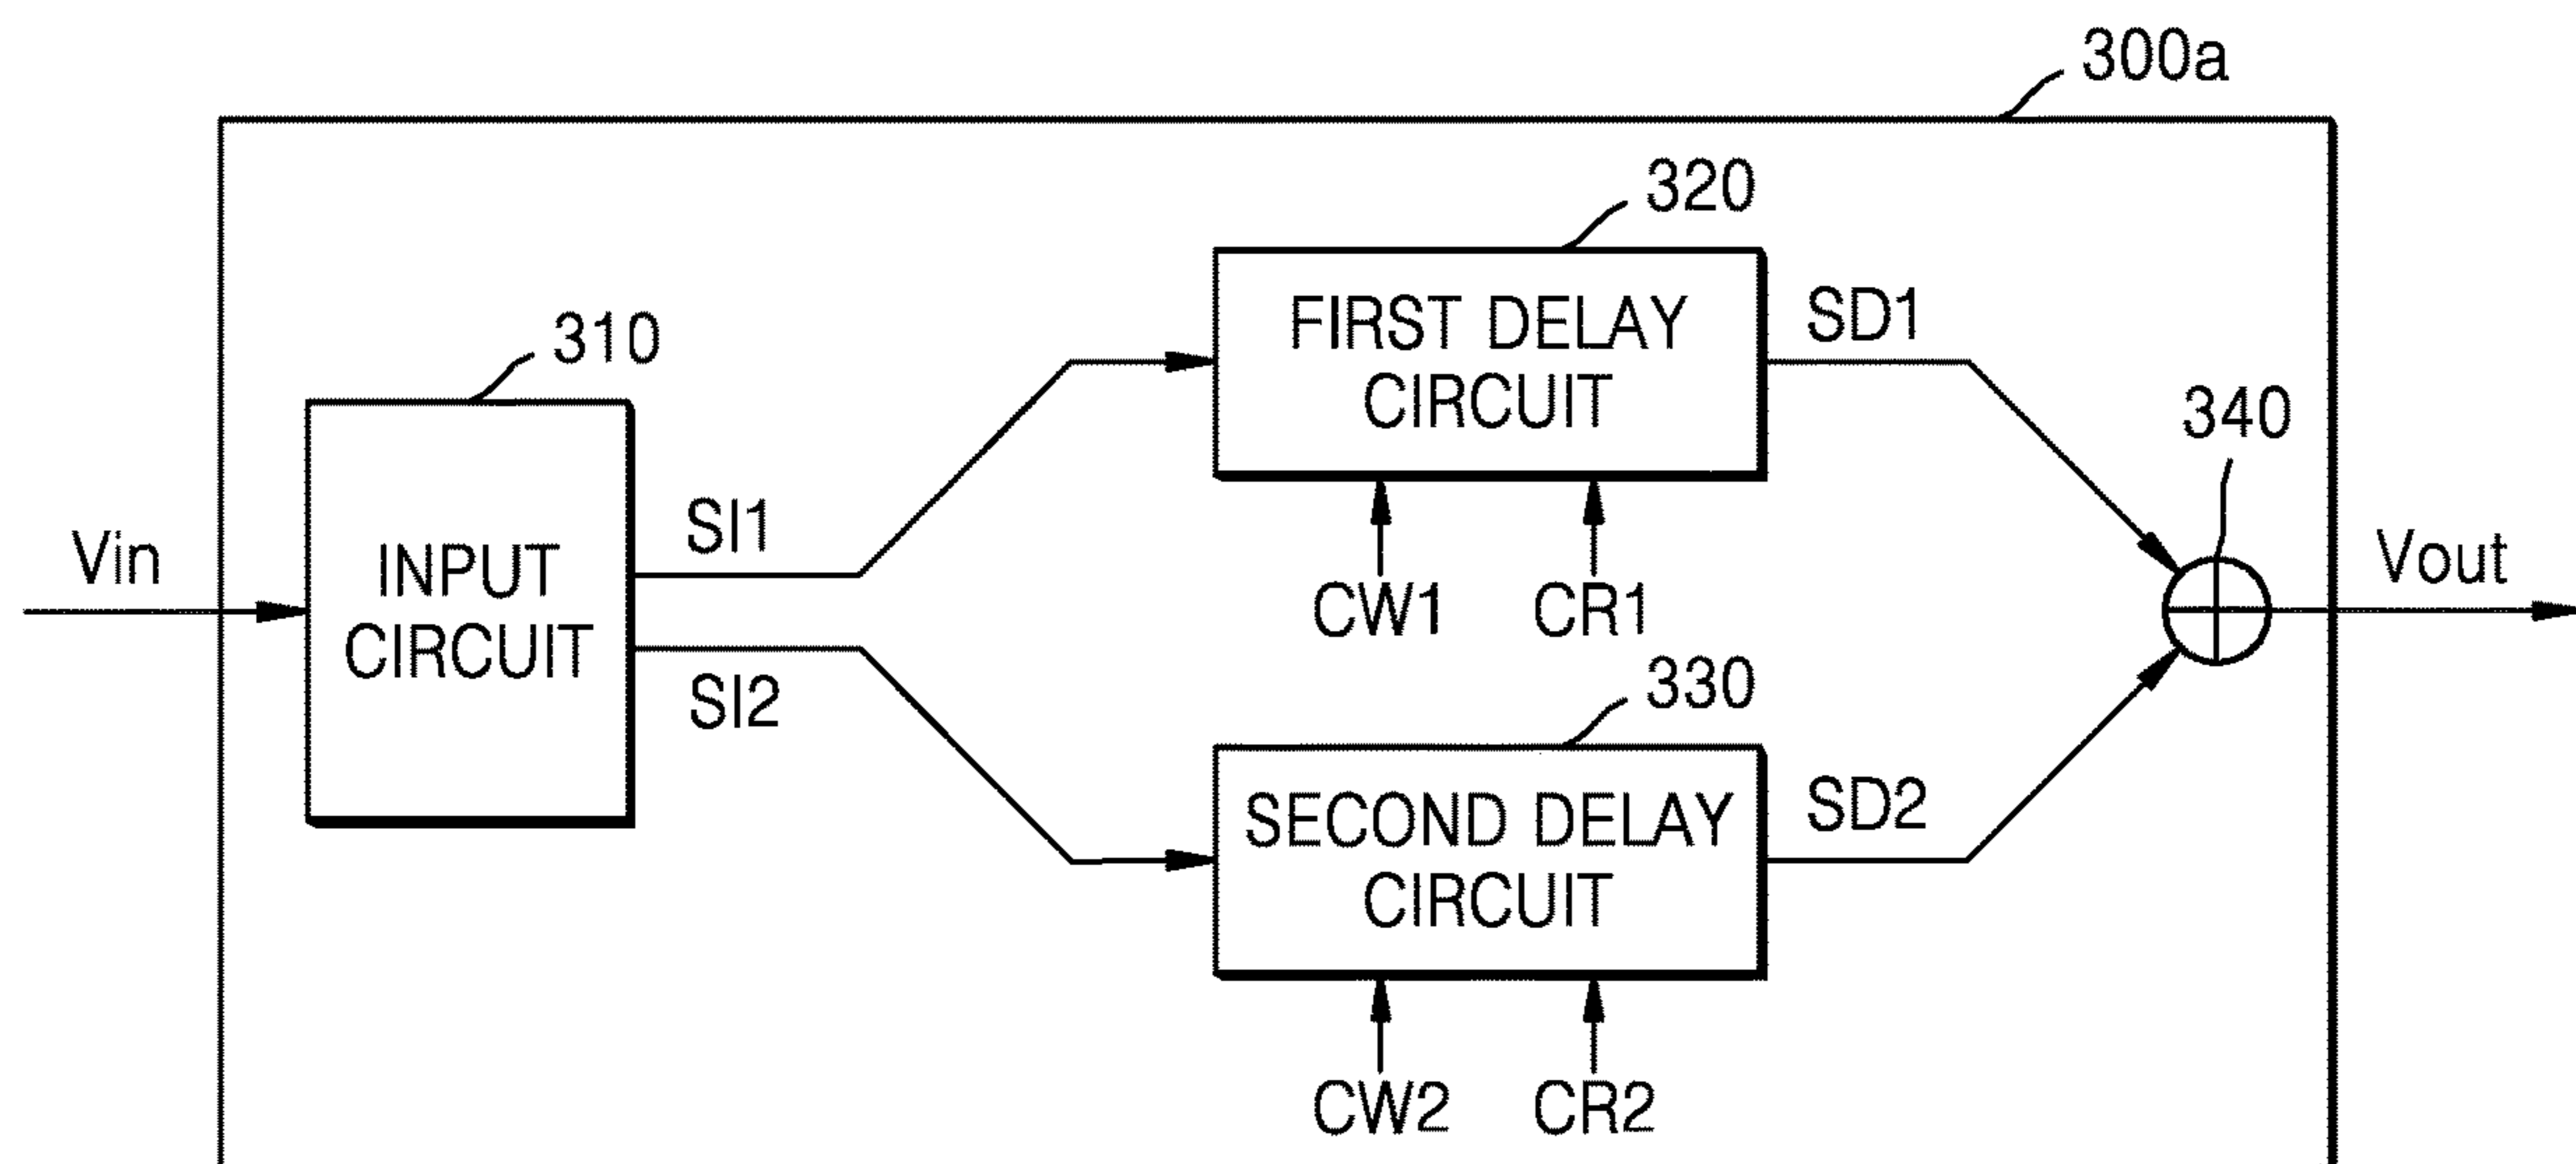 300a
320
FIRST DELAY
CIRCUIT
SD1
310
340
SI1
Vin
INPUT
CIRCUIT
Vout
CW1
CR1
SI2
330
SECOND DELAY
CIRCUIT
SD2
CW2
CR2